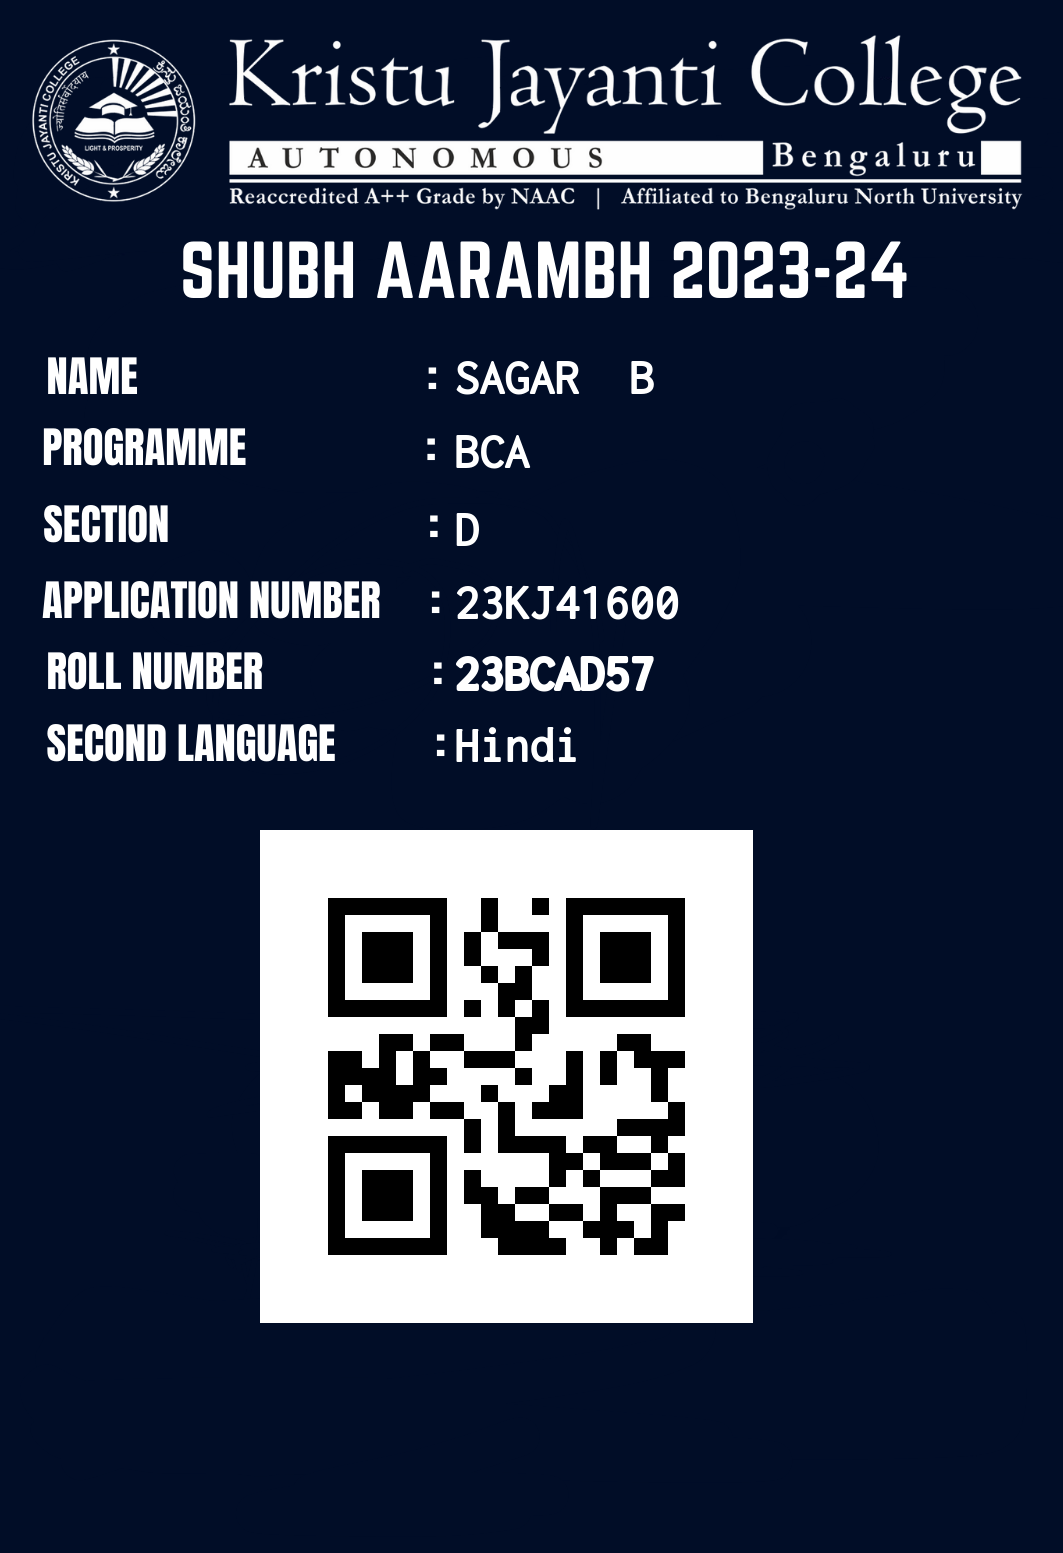 Kristu Jayanti College
AUTONOMOUS Bengaluru
Reaccredited A++ Grade by NAAC | Affiliated to Bengaluru North University
KRISTU JAYANTI COLLEGE
LIGHT & PROSPERITY
SHUBH AARAMBH 2023-24
NAME : SAGAR B
PROGRAMME : BCA
SECTION : D
APPLICATION NUMBER : 23KJ41600
ROLL NUMBER : 23BCAD57
SECOND LANGUAGE : Hindi